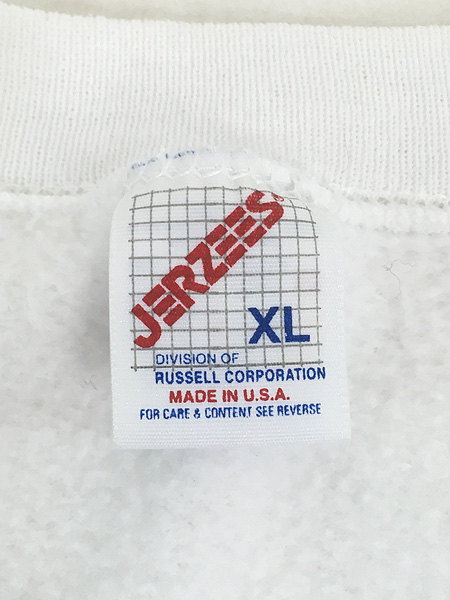 JERZEES
XL
DIVISION OF
RUSSELL CORPORATION
MADE IN U.S.A.
FOR CARE & CONTENT SEE REVERSE